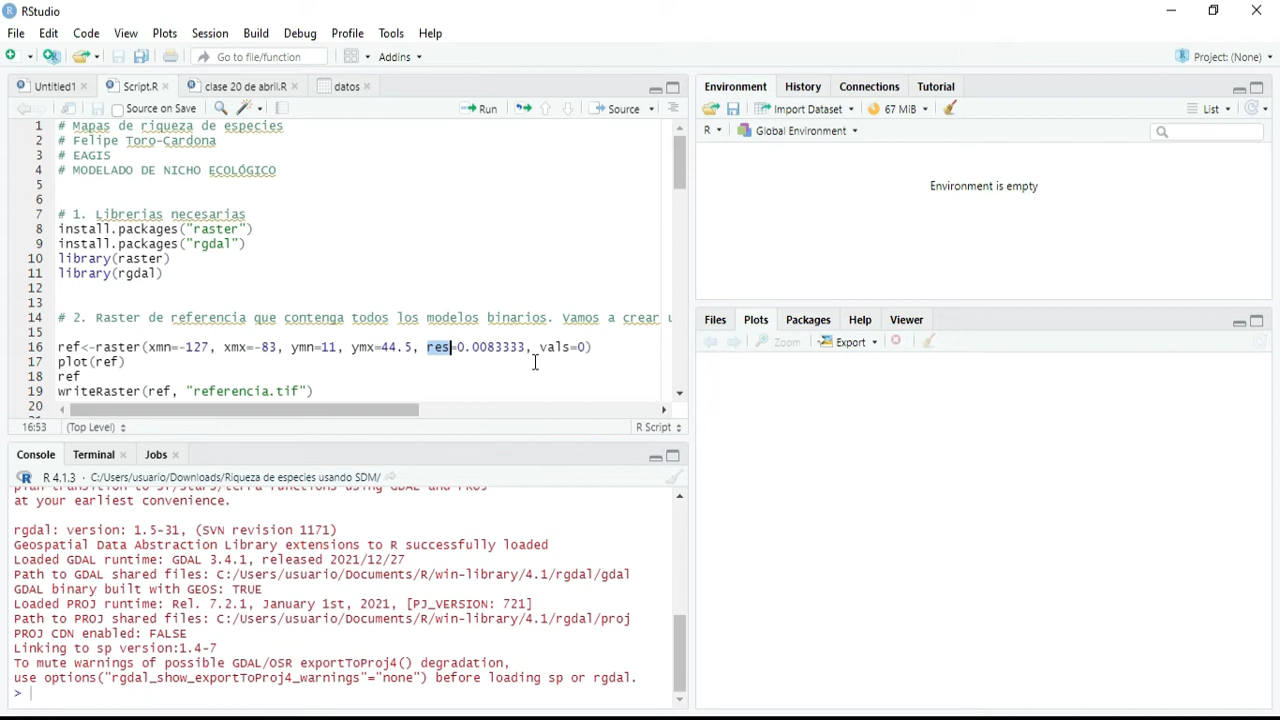 RStudio
File Edit Code View Plots Session Build Debug Profile Tools Help
Go to file/function Addins Project: (None)
Untitled1 Script.R clase 20 de abril.R datos
Source on Save Run Source
1 # Mapas de riqueza de especies
2 # Felipe Toro-Cardona
3 # EAGIS
4 # MODELADO DE NICHO ECOLÓGICO
5
6
7 # 1. Librerias necesarias
8 install.packages("raster")
9 install.packages("rgdal")
10 library(raster)
11 library(rgdal)
12
13
14 # 2. Raster de referencia que contenga todos los modelos binarios. Vamos a crear
15
16 ref<-raster(xmn=-127, xmx=-83, ymn=11, ymx=44.5, res=0.0083333, vals=0)
17 plot(ref)
18 ref
19 writeRaster(ref, "referencia.tif")
20
16:53 (Top Level) R Script
Console Terminal Jobs
R 4.1.3 · C:/Users/usuario/Downloads/Riqueza de especies usando SDM/
plan transition to sf/stars/terra functions using GDAL and PROJ
at your earliest convenience.
rgdal: version: 1.5-31, (SVN revision 1171)
Geospatial Data Abstraction Library extensions to R successfully loaded
Loaded GDAL runtime: GDAL 3.4.1, released 2021/12/27
Path to GDAL shared files: C:/Users/usuario/Documents/R/win-library/4.1/rgdal/gdal
GDAL binary built with GEOS: TRUE
Loaded PROJ runtime: Rel. 7.2.1, January 1st, 2021, [PJ_VERSION: 721]
Path to PROJ shared files: C:/Users/usuario/Documents/R/win-library/4.1/rgdal/proj
PROJ CDN enabled: FALSE
Linking to sp version:1.4-7
To mute warnings of possible GDAL/OSR exportToProj4() degradation,
use options("rgdal_show_exportToProj4_warnings"="none") before loading sp or rgdal.
>
Environment History Connections Tutorial
Import Dataset 67 MiB List
R Global Environment
Environment is empty
Files Plots Packages Help Viewer
Zoom Export